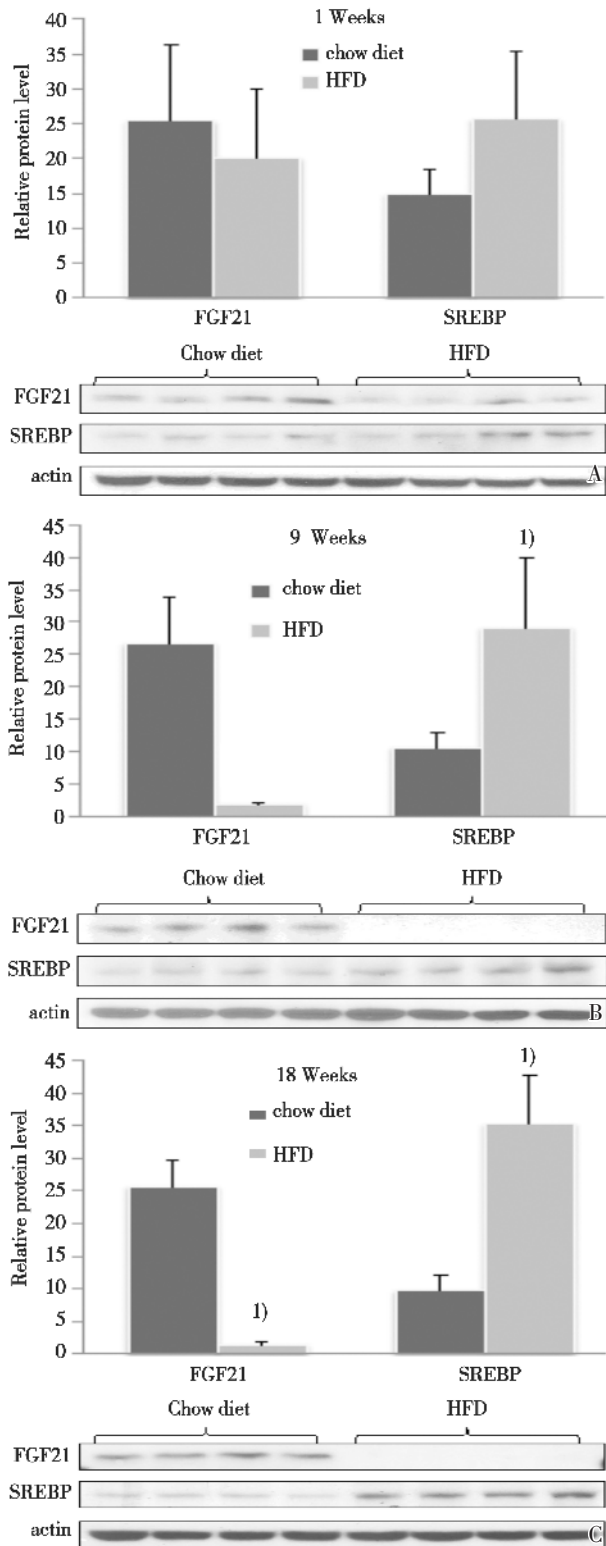 1 Weeks
chow diet
HFD
Relative protein level
40
35
30
25
20
15
10
5
0
FGF21 SREBP
Chow diet HFD
FGF21
SREBP
actin
A
9 Weeks
1)
chow diet
HFD
Relative protein level
45
40
35
30
25
20
15
10
5
0
FGF21 SREBP
Chow diet HFD
FGF21
SREBP
actin
B
18 Weeks
1)
chow diet
HFD
1)
Relative protein level
45
40
35
30
25
20
15
10
5
0
FGF21 SREBP
Chow diet HFD
FGF21
SREBP
actin
C